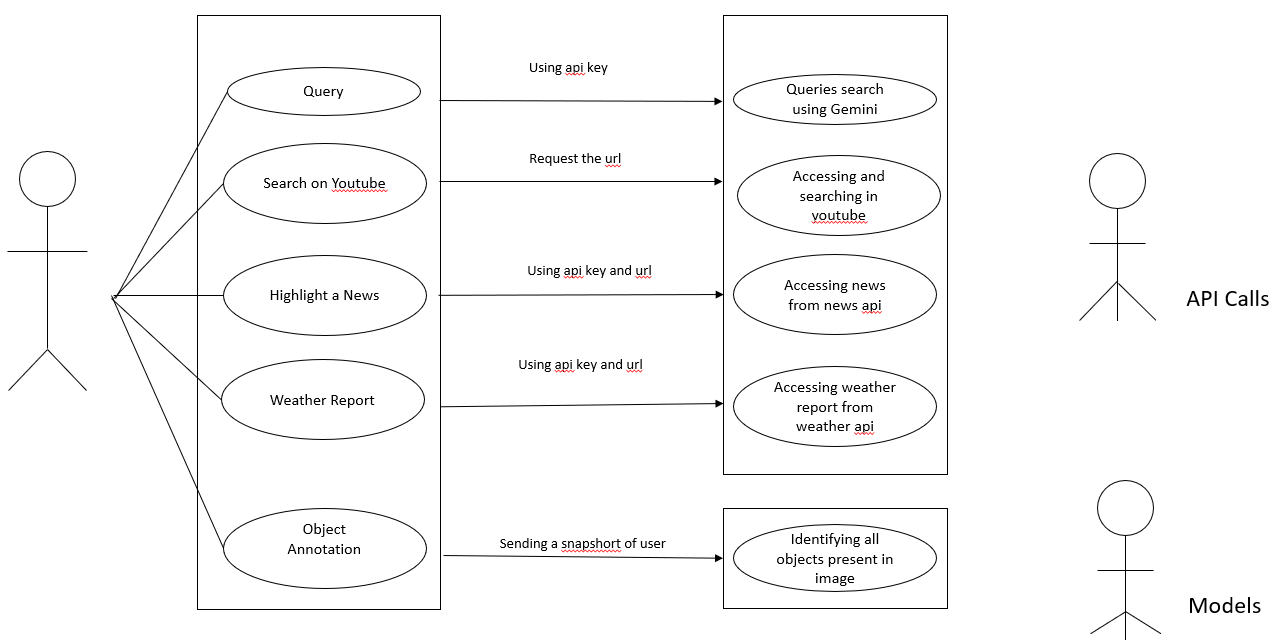 Using api key
Query
Queries search
using Gemini
Request the url
Search on Youtube
Accessing and
searching in
youtube
Using api key and url
Highlight a News
Accessing news
from news api
API Calls
Using api key and url
Weather Report
Accessing weather
report from
weather api
Object
Annotation
Sending a snapshort of user
Identifying all
objects present in
image
Models